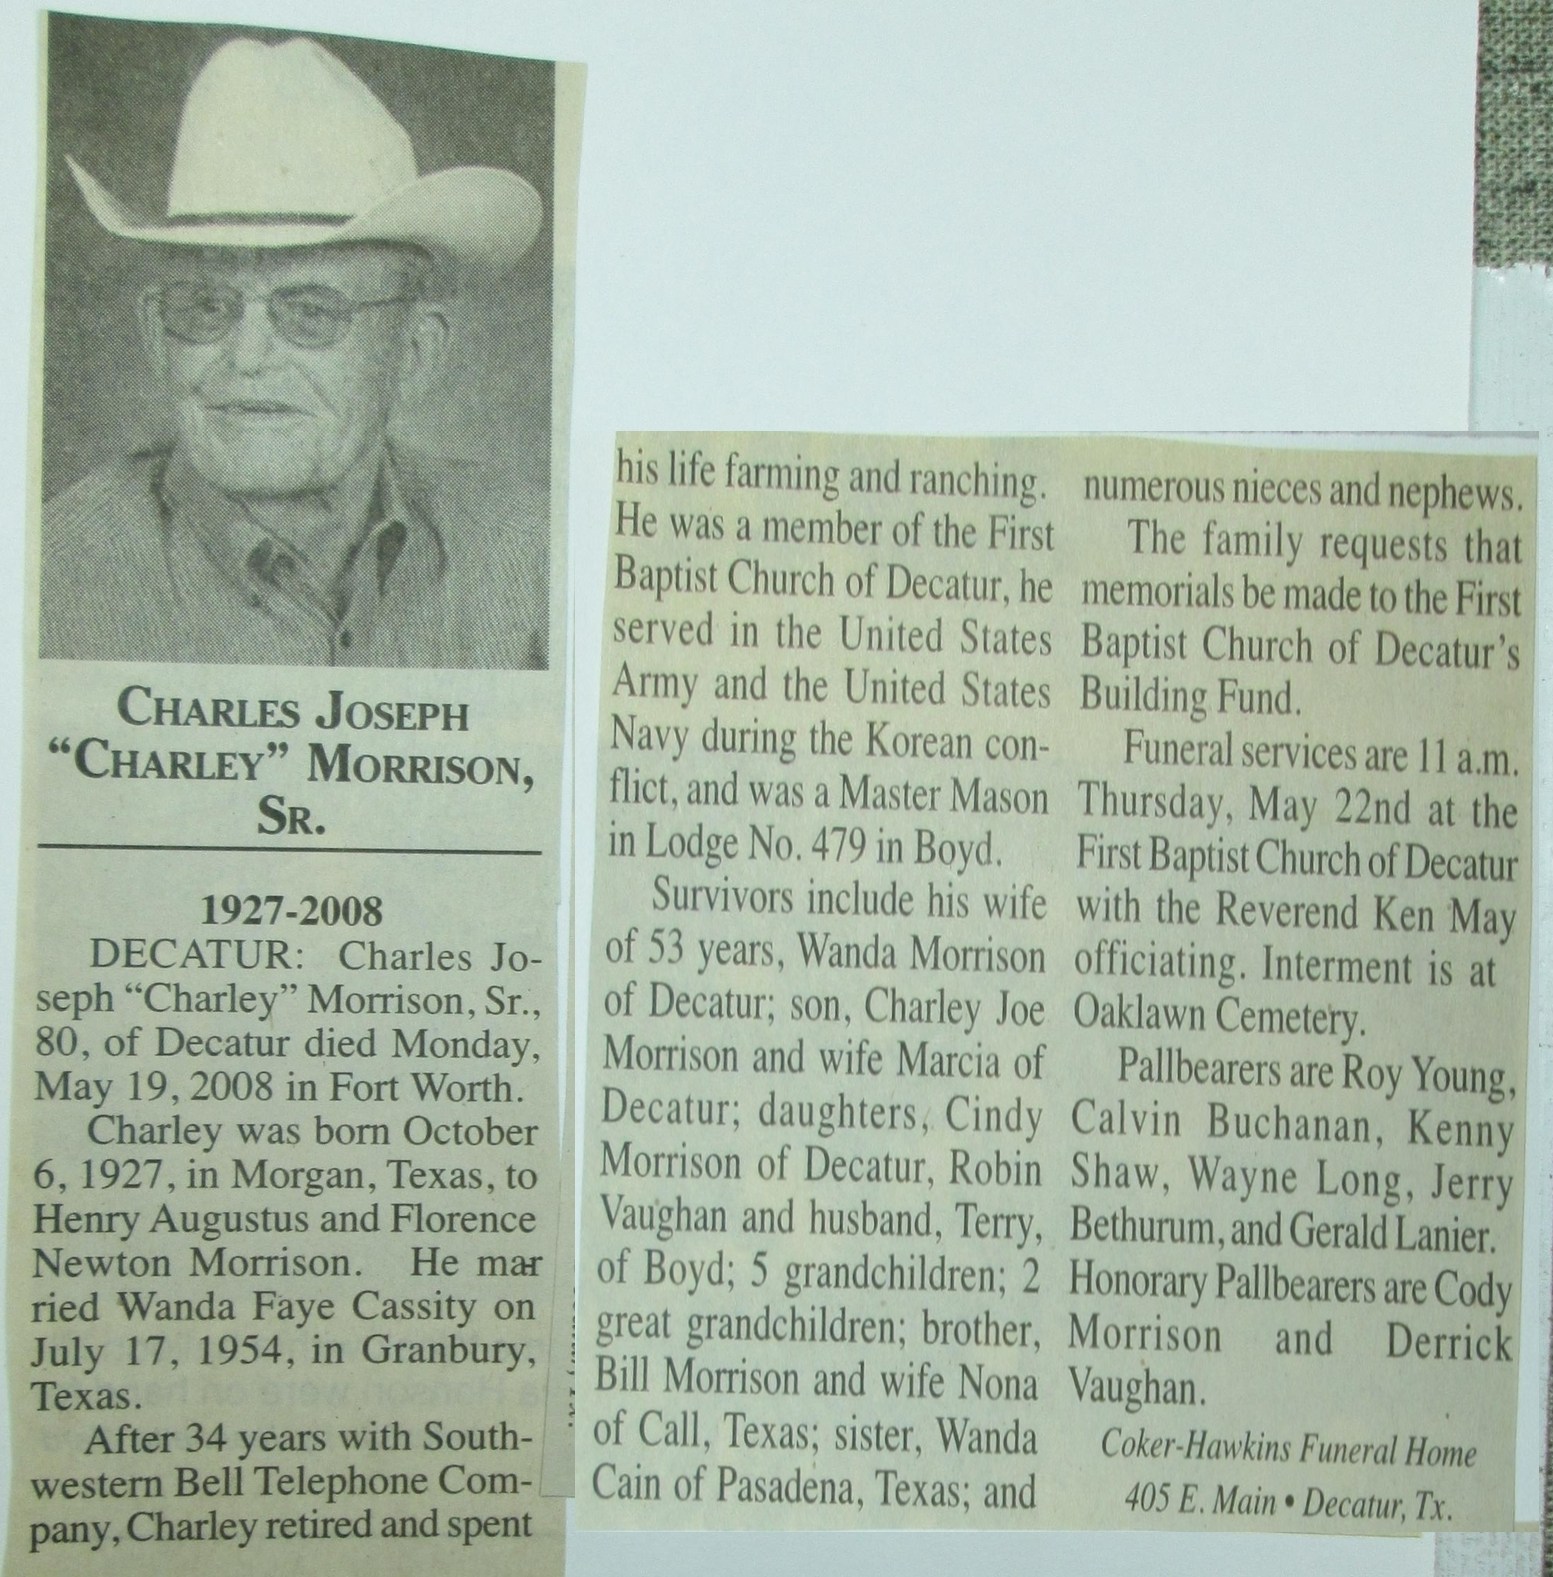 CHARLES JOSEPH
“CHARLEY” MORRISON,
SR.
1927-2008
DECATUR: Charles Jo-
seph “Charley” Morrison, Sr.,
80, of Decatur died Monday,
May 19, 2008 in Fort Worth.
Charley was born October
6, 1927, in Morgan, Texas, to
Henry Augustus and Florence
Newton Morrison. He mar-
ried Wanda Faye Cassity on
July 17, 1954, in Granbury,
Texas.
After 34 years with South-
western Bell Telephone Com-
pany, Charley retired and spent
his life farming and ranching.
He was a member of the First
Baptist Church of Decatur, he
served in the United States
Army and the United States
Navy during the Korean con-
flict, and was a Master Mason
in Lodge No. 479 in Boyd.
Survivors include his wife
of 53 years, Wanda Morrison
of Decatur; son, Charley Joe
Morrison and wife Marcia of
Decatur; daughters, Cindy
Morrison of Decatur, Robin
Vaughan and husband, Terry,
of Boyd; 5 grandchildren; 2
great grandchildren; brother,
Bill Morrison and wife Nona
of Call, Texas; sister, Wanda
Cain of Pasadena, Texas; and
numerous nieces and nephews.
The family requests that
memorials be made to the First
Baptist Church of Decatur’s
Building Fund.
Funeral services are 11 a.m.
Thursday, May 22nd at the
First Baptist Church of Decatur
with the Reverend Ken May
officiating. Interment is at
Oaklawn Cemetery.
Pallbearers are Roy Young,
Calvin Buchanan, Kenny
Shaw, Wayne Long, Jerry
Bethurum, and Gerald Lanier.
Honorary Pallbearers are Cody
Morrison and Derrick
Vaughan.
Coker-Hawkins Funeral Home
405 E. Main • Decatur, Tx.